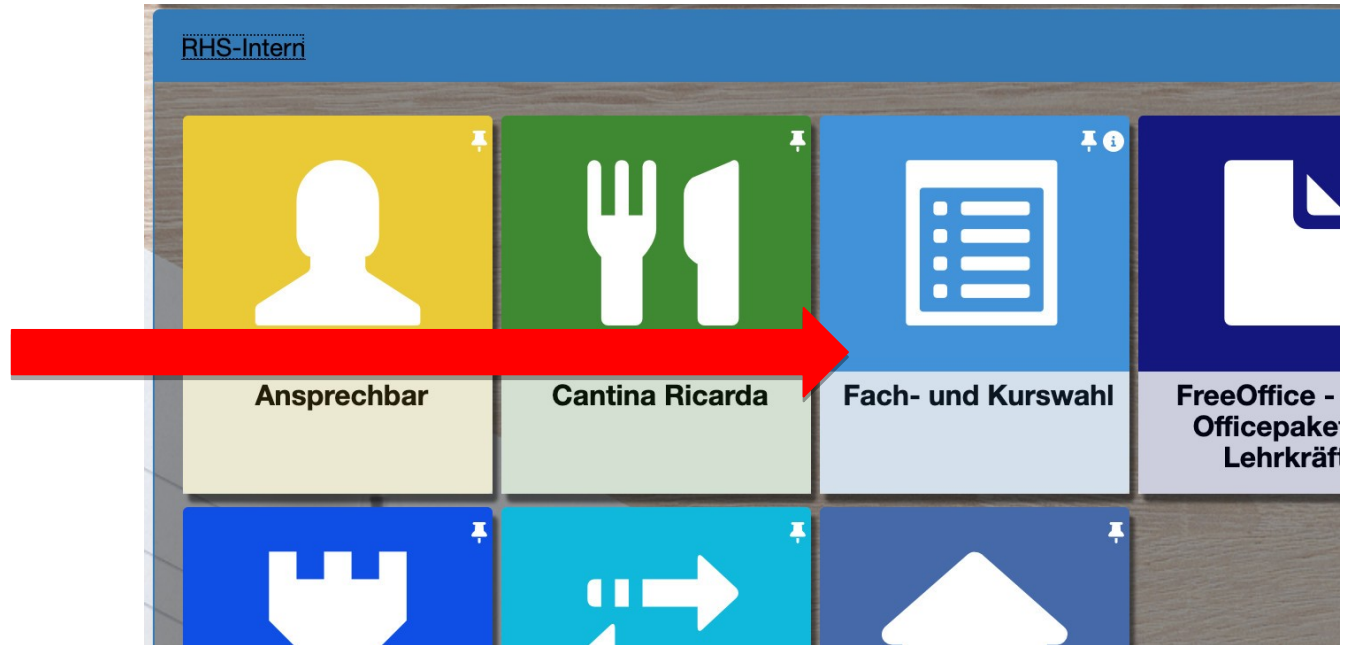 RHS-Intern
Ansprechbar
Cantina Ricarda
Fach- und Kurswahl
FreeOffice -
Officepaket
Lehrkräft